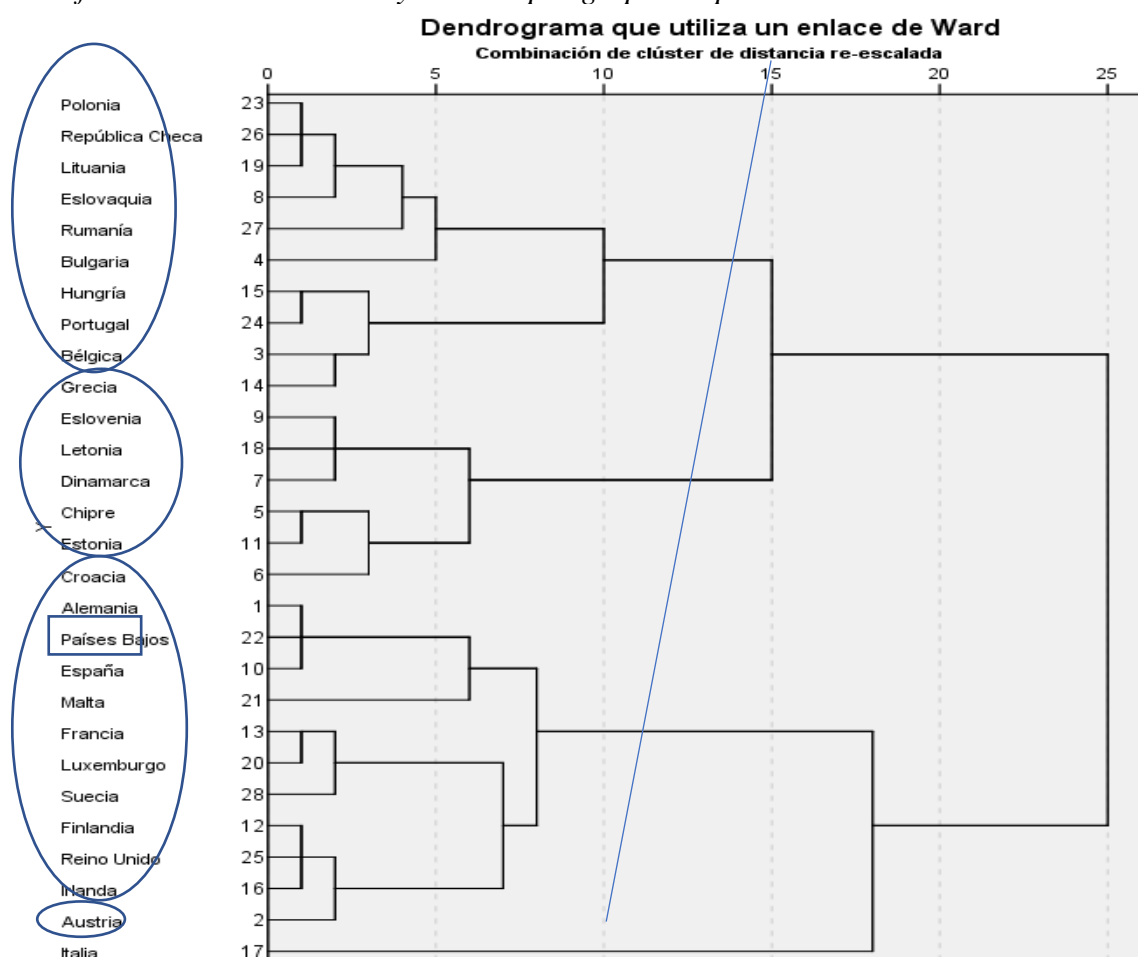 Dendrograma que utiliza un enlace de Ward
Combinación de clúster de distancia re-escalada
0 5 10 15 20 25
Polonia 23
República Checa 26
Lituania 19
Eslovaquia 8
Rumanía 27
Bulgaria 4
Hungría 15
Portugal 24
Bélgica 3
Grecia 14
Eslovenia 9
Letonia 18
Dinamarca 7
Chipre 5
Estonia 11
Croacia 6
Alemania 1
Países Bajos 22
España 10
Malta 21
Francia 13
Luxemburgo 20
Suecia 28
Finlandia 12
Reino Unido 25
Irlanda 16
Austria 2
Italia 17